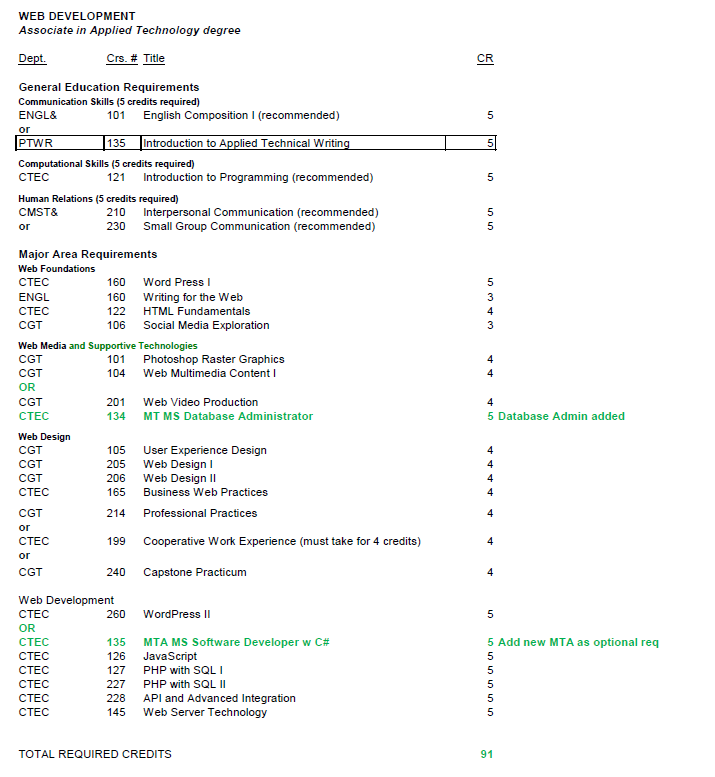 WEB DEVELOPMENT
Associate in Applied Technology degree
Dept. Crs. # Title CR
General Education Requirements
Communication Skills (5 credits required)
ENGL& 101 English Composition I (recommended) 5
or
PTWR 135 Introduction to Applied Technical Writing 5
Computational Skills (5 credits required)
CTEC 121 Introduction to Programming (recommended) 5
Human Relations (5 credits required)
CMST& 210 Interpersonal Communication (recommended) 5
or 230 Small Group Communication (recommended) 5
Major Area Requirements
Web Foundations
CTEC 160 Word Press I 5
ENGL 160 Writing for the Web 3
CTEC 122 HTML Fundamentals 4
CGT 106 Social Media Exploration 3
Web Media and Supportive Technologies
CGT 101 Photoshop Raster Graphics 4
CGT 104 Web Multimedia Content I 4
OR
CGT 201 Web Video Production 4
CTEC 134 MT MS Database Administrator 5 Database Admin added
Web Design
CGT 105 User Experience Design 4
CGT 205 Web Design I 4
CGT 206 Web Design II 4
CTEC 165 Business Web Practices 4
CGT 214 Professional Practices 4
or
CTEC 199 Cooperative Work Experience (must take for 4 credits) 4
or
CGT 240 Capstone Practicum 4
Web Development
CTEC 260 WordPress II 5
OR
CTEC 135 MTA MS Software Developer w C# 5 Add new MTA as optional req
CTEC 126 JavaScript 5
CTEC 127 PHP with SQL I 5
CTEC 227 PHP with SQL II 5
CTEC 228 API and Advanced Integration 5
CTEC 145 Web Server Technology 5
TOTAL REQUIRED CREDITS 91